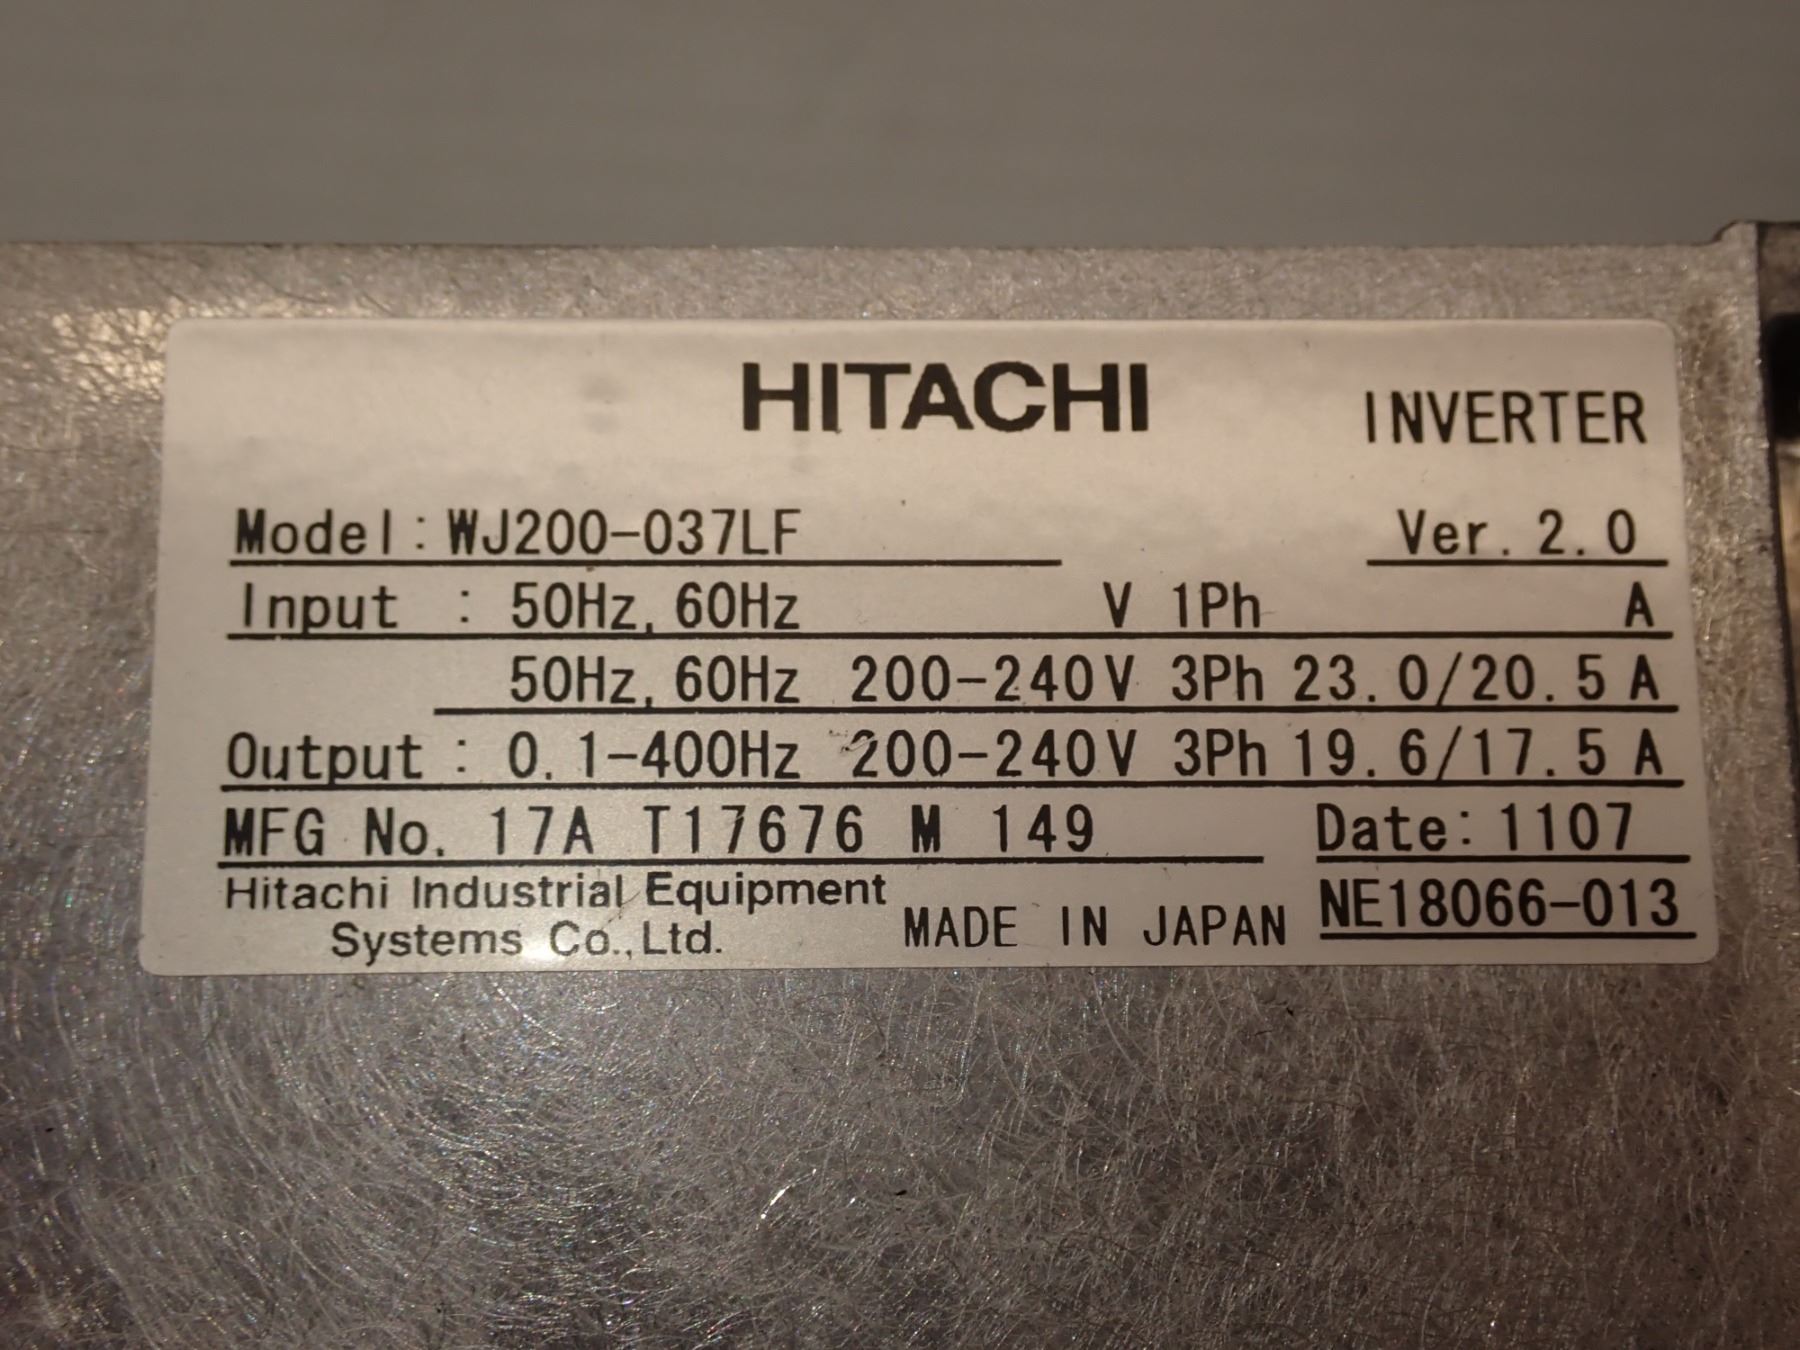 HITACHI INVERTER
Model: WJ200-037LF Ver. 2.0
Input : 50Hz, 60Hz V 1Ph A
50Hz, 60Hz 200-240V 3Ph 23.0/20.5 A
Output : 0.1-400Hz 200-240V 3Ph 19.6/17.5 A
MFG No. 17A T17676 M 149 Date: 1107
Hitachi Industrial Equipment
Systems Co., Ltd. MADE IN JAPAN NE18066-013